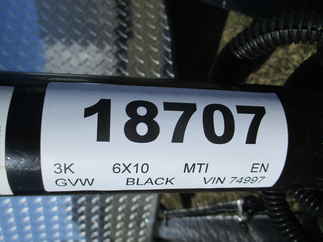 18707
3K 6X10 MTI EN
GVW BLACK VIN 74997